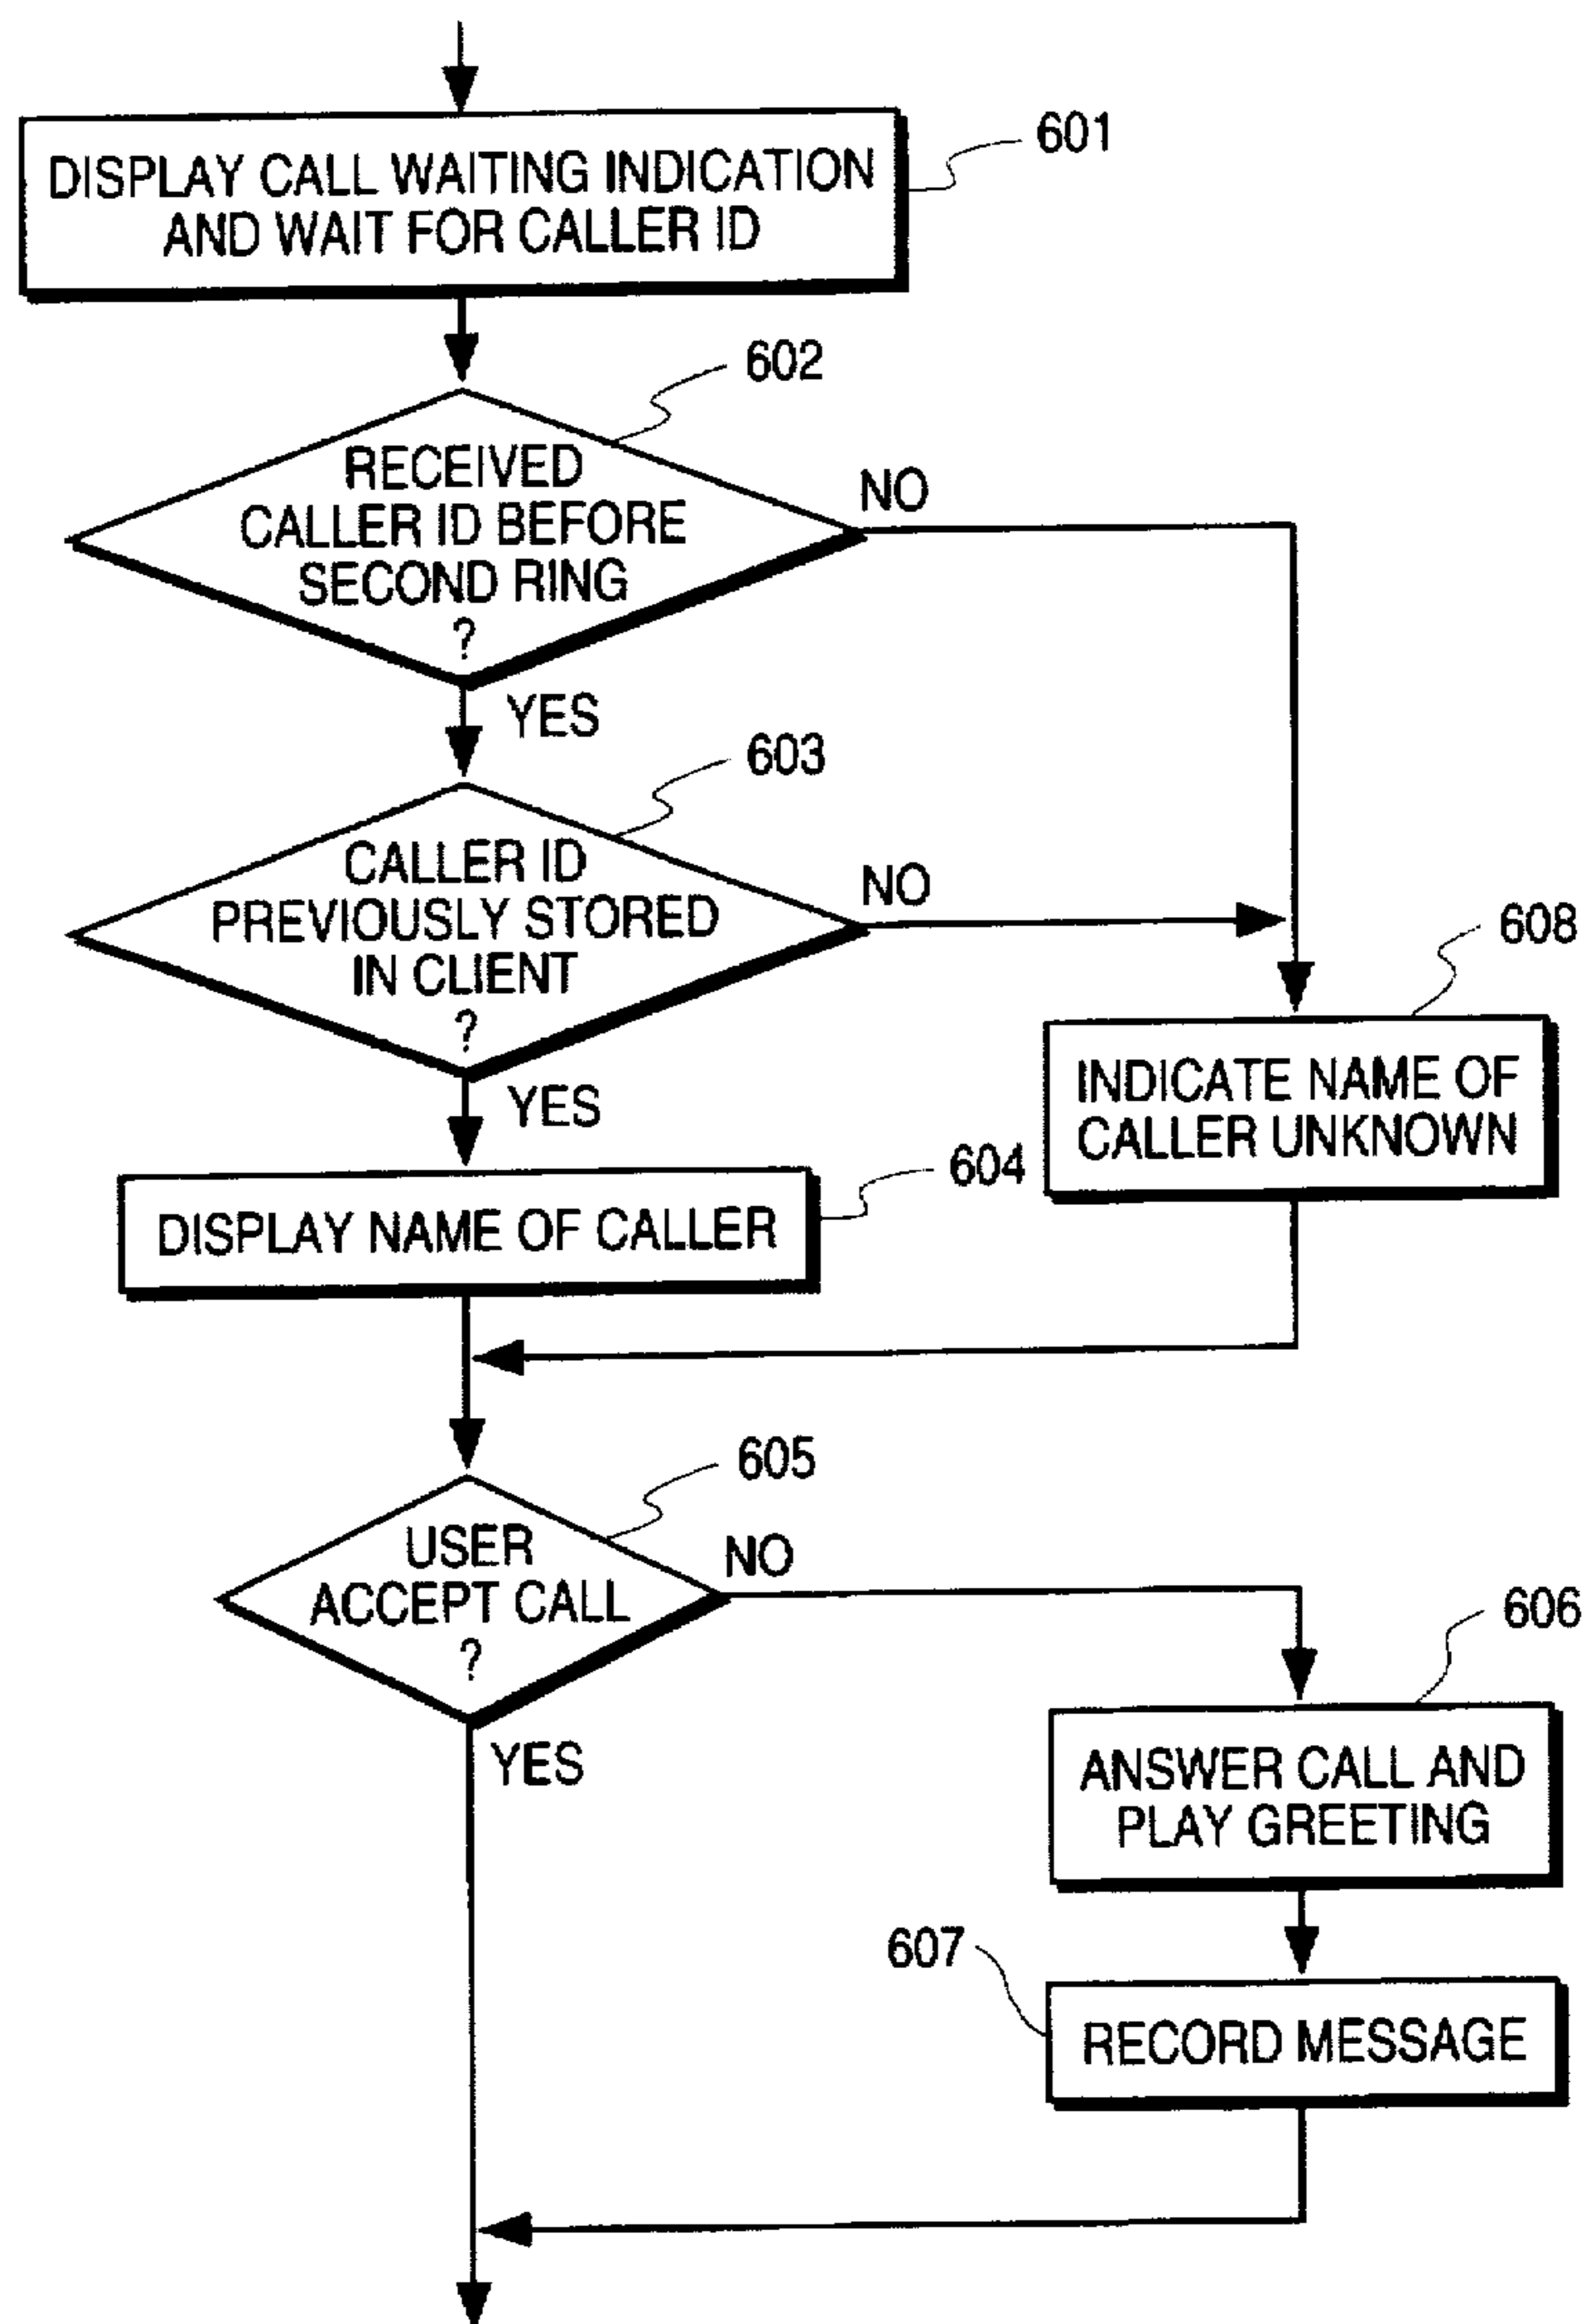 DISPLAY CALL WAITING INDICATION
AND WAIT FOR CALLER ID
601
602
RECEIVED
CALLER ID BEFORE
SECOND RING
?
NO
YES
603
CALLER ID
PREVIOUSLY STORED
IN CLIENT
?
NO
YES
608
INDICATE NAME OF
CALLER UNKNOWN
604
DISPLAY NAME OF CALLER
605
USER
ACCEPT CALL
?
NO
YES
606
ANSWER CALL AND
PLAY GREETING
607
RECORD MESSAGE